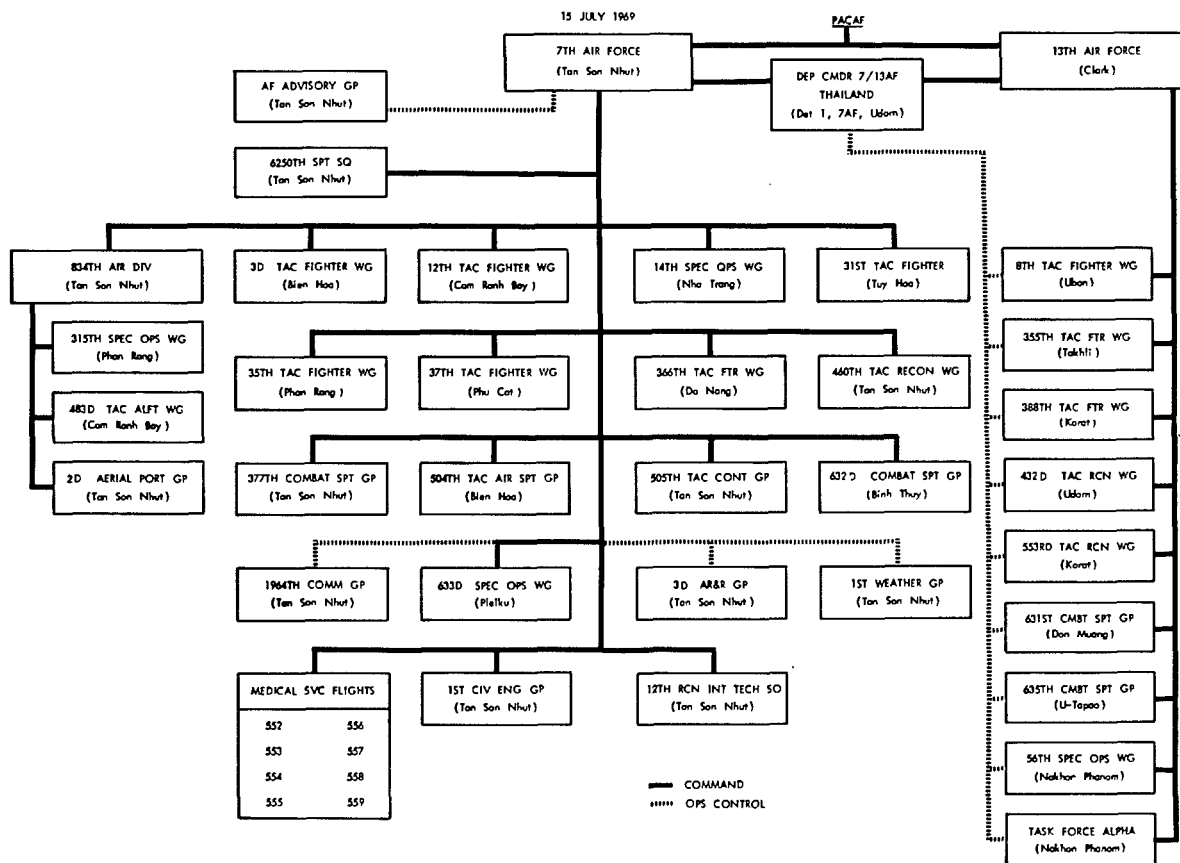 15 JULY 1969
PACAF
7TH AIR FORCE
(Tan Son Nhut)
13TH AIR FORCE
(Clark)
DEP CMDR 7/13AF
THAILAND
(Det 1, 7AF, Udorn)
AF ADVISORY GP
(Tan Son Nhut)
6250TH SPT SQ
(Tan Son Nhut)
834TH AIR DIV
(Tan Son Nhut)
3D TAC FIGHTER WG
(Bien Hoa)
12TH TAC FIGHTER WG
(Cam Ranh Bay)
14TH SPEC OPS WG
(Nha Trang)
31ST TAC FIGHTER
(Tuy Hoa)
315TH SPEC OPS WG
(Phan Rang)
483D TAC ALFT WG
(Cam Ranh Bay)
2D AERIAL PORT GP
(Tan Son Nhut)
35TH TAC FIGHTER WG
(Phan Rang)
37TH TAC FIGHTER WG
(Phu Cat)
366TH TAC FTR WG
(Da Nang)
460TH TAC RECON WG
(Tan Son Nhut)
377TH COMBAT SPT GP
(Tan Son Nhut)
504TH TAC AIR SPT GP
(Bien Hoa)
505TH TAC CONT GP
(Tan Son Nhut)
632D COMBAT SPT GP
(Binh Thuy)
1964TH COMM GP
(Tan Son Nhut)
633D SPEC OPS WG
(Pleiku)
3D AR&R GP
(Tan Son Nhut)
1ST WEATHER GP
(Tan Son Nhut)
MEDICAL SVC FLIGHTS
552 556
553 557
554 558
555 559
1ST CIV ENG GP
(Tan Son Nhut)
12TH RCN INT TECH SQ
(Tan Son Nhut)
8TH TAC FIGHTER WG
(Ubon)
355TH TAC FTR WG
(Takhli)
388TH TAC FTR WG
(Korat)
432D TAC RCN WG
(Udorn)
553RD TAC RCN WG
(Korat)
631ST CMBT SPT GP
(Don Muang)
635TH CMBT SPT GP
(U-Tapao)
56TH SPEC OPS WG
(Nakhon Phanom)
TASK FORCE ALPHA
(Nakhon Phanom)
COMMAND
OPS CONTROL